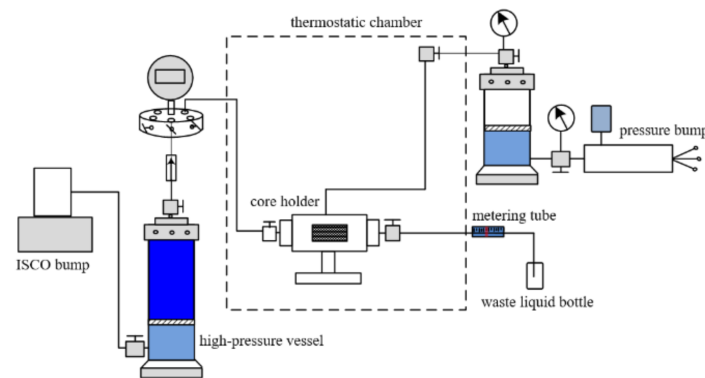 thermostatic chamber
pressure bump
core holder
metering tube
ISCO bump
waste liquid bottle
high-pressure vessel